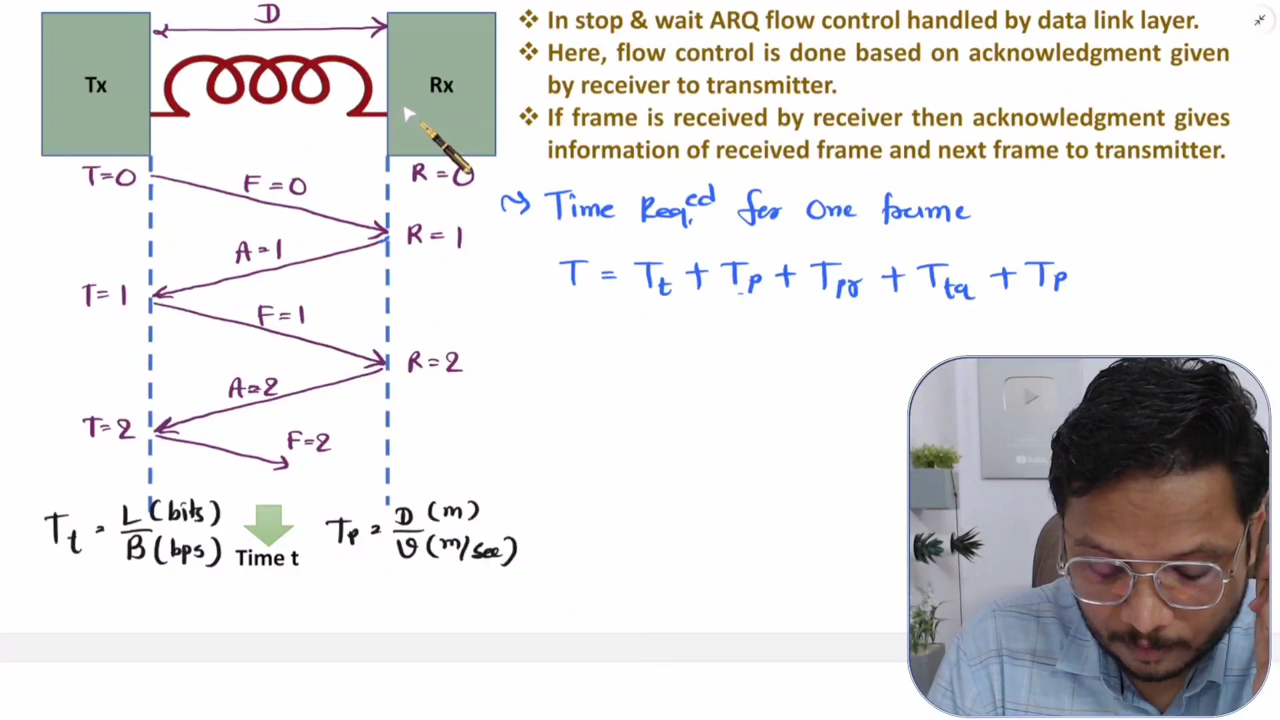 D
Tx
Rx
❖ In stop & wait ARQ flow control handled by data link layer.
❖ Here, flow control is done based on acknowledgment given
by receiver to transmitter.
❖ If frame is received by receiver then acknowledgment gives
information of received frame and next frame to transmitter.
T=0
F=0
R=0
A=1
R=1
T=1
F=1
R=2
A=2
T=2
F=2
Time Req.ed for One frame
T = Tt + Tp + Tpr + Tta + Tp
Tt = L (bits) / B (bps)
Time t
Tp = D (m) / v (m/sec)